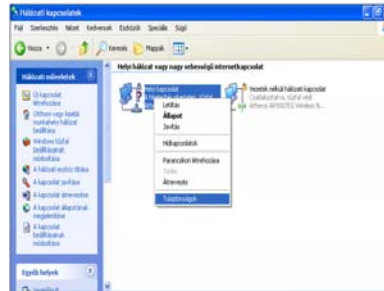 Hálózati kapcsolatok
Fájl Szerkesztés Nézet Kedvencek Eszközök Speciális Súgó
Vissza Keresés Mappák
Hálózati műveletek
Új kapcsolat létrehozása
Otthoni vagy kisebb munkahelyi hálózat beállítása
Windows tűzfal beállításainak módosítása
A hálózati eszköz tiltása
A kapcsolat javítása
A kapcsolat átnevezése
A kapcsolat állapotának megjelenítése
A kapcsolat beállításainak módosítása
Egyéb helyek
Helyi hálózat vagy nagy sebességű internetkapcsolat
Helyi kapcsolat
Letiltás
Állapot
Javítás
Hídkapcsolatok
Parancsikon létrehozása
Törlés
Átnevezés
Tulajdonságok
Vezeték nélküli hálózati kapcsolat
Csatlakoztatva, tűzfal védi
Atheros AR5007EG Wireless N...